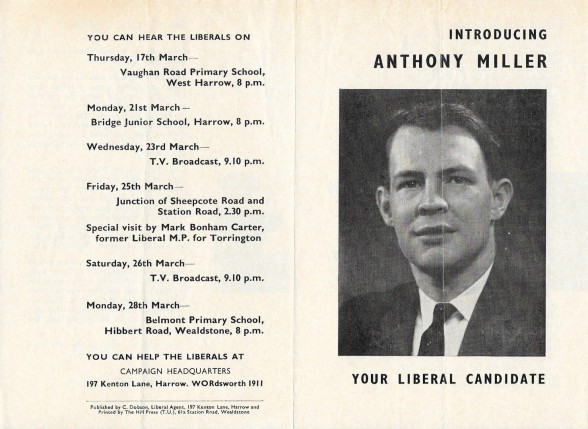 YOU CAN HEAR THE LIBERALS ON
Thursday, 17th March—
Vaughan Road Primary School,
West Harrow, 8 p.m.
Monday, 21st March—
Bridge Junior School, Harrow, 8 p.m.
Wednesday, 23rd March—
T.V. Broadcast, 9.10 p.m.
Friday, 25th March—
Junction of Sheepcote Road and
Station Road, 2.30 p.m.
Special visit by Mark Bonham Carter,
former Liberal M.P. for Torrington
Saturday, 26th March—
T.V. Broadcast, 9.10 p.m.
Monday, 28th March—
Belmont Primary School,
Hibbert Road, Wealdstone, 8 p.m.
YOU CAN HELP THE LIBERALS AT
CAMPAIGN HEADQUARTERS
197 Kenton Lane, Harrow. WORdsworth 1911
Published by C. Dobson, Liberal Agent, 197 Kenton Lane, Harrow and
Printed by The Hill Press (T.U.), 61a Station Road, Wealdstone
INTRODUCING
ANTHONY MILLER
YOUR LIBERAL CANDIDATE